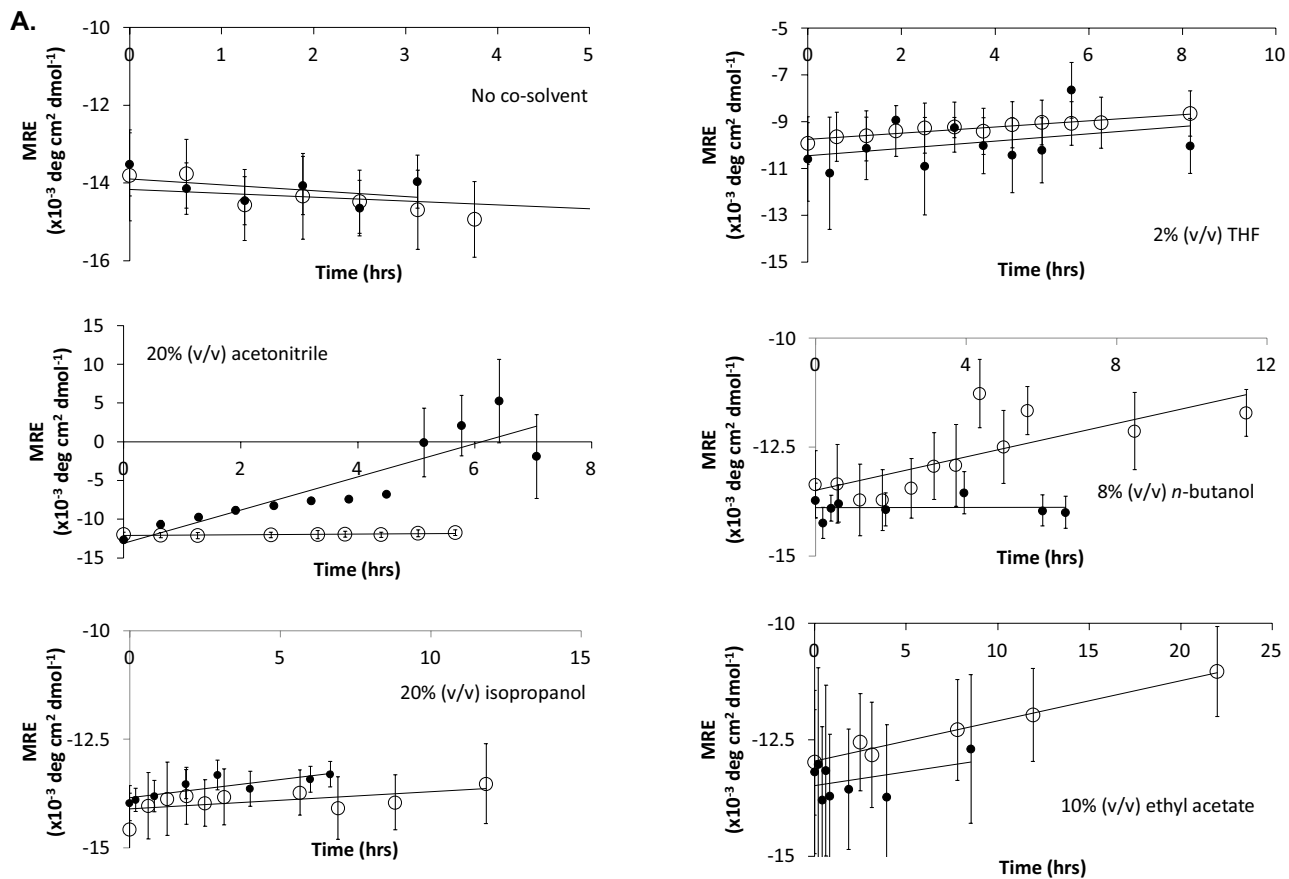 A.
-10
0 1 2 3 4 5
No co-solvent
-12
-14
-16
MRE
(x10⁻³ deg cm² dmol⁻¹)
Time (hrs)
-5
0 2 4 6 8 10
-7
-9
-11
-13
-15
MRE
(x10⁻³ deg cm² dmol⁻¹)
2% (v/v) THF
Time (hrs)
15
20% (v/v) acetonitrile
10
5
0
0 2 4 6 8
-5
-10
-15
MRE
(x10⁻³ deg cm² dmol⁻¹)
Time (hrs)
-10
0 4 8 12
-12.5
MRE
(x10⁻³ deg cm² dmol⁻¹)
8% (v/v) n-butanol
-15
Time (hrs)
-10
0 5 10 15
20% (v/v) isopropanol
MRE
(x10⁻³ deg cm² dmol⁻¹)
-12.5
-15
Time (hrs)
-10
0 5 10 15 20 25
MRE
(x10⁻³ deg cm² dmol⁻¹)
-12.5
10% (v/v) ethyl acetate
-15
Time (hrs)